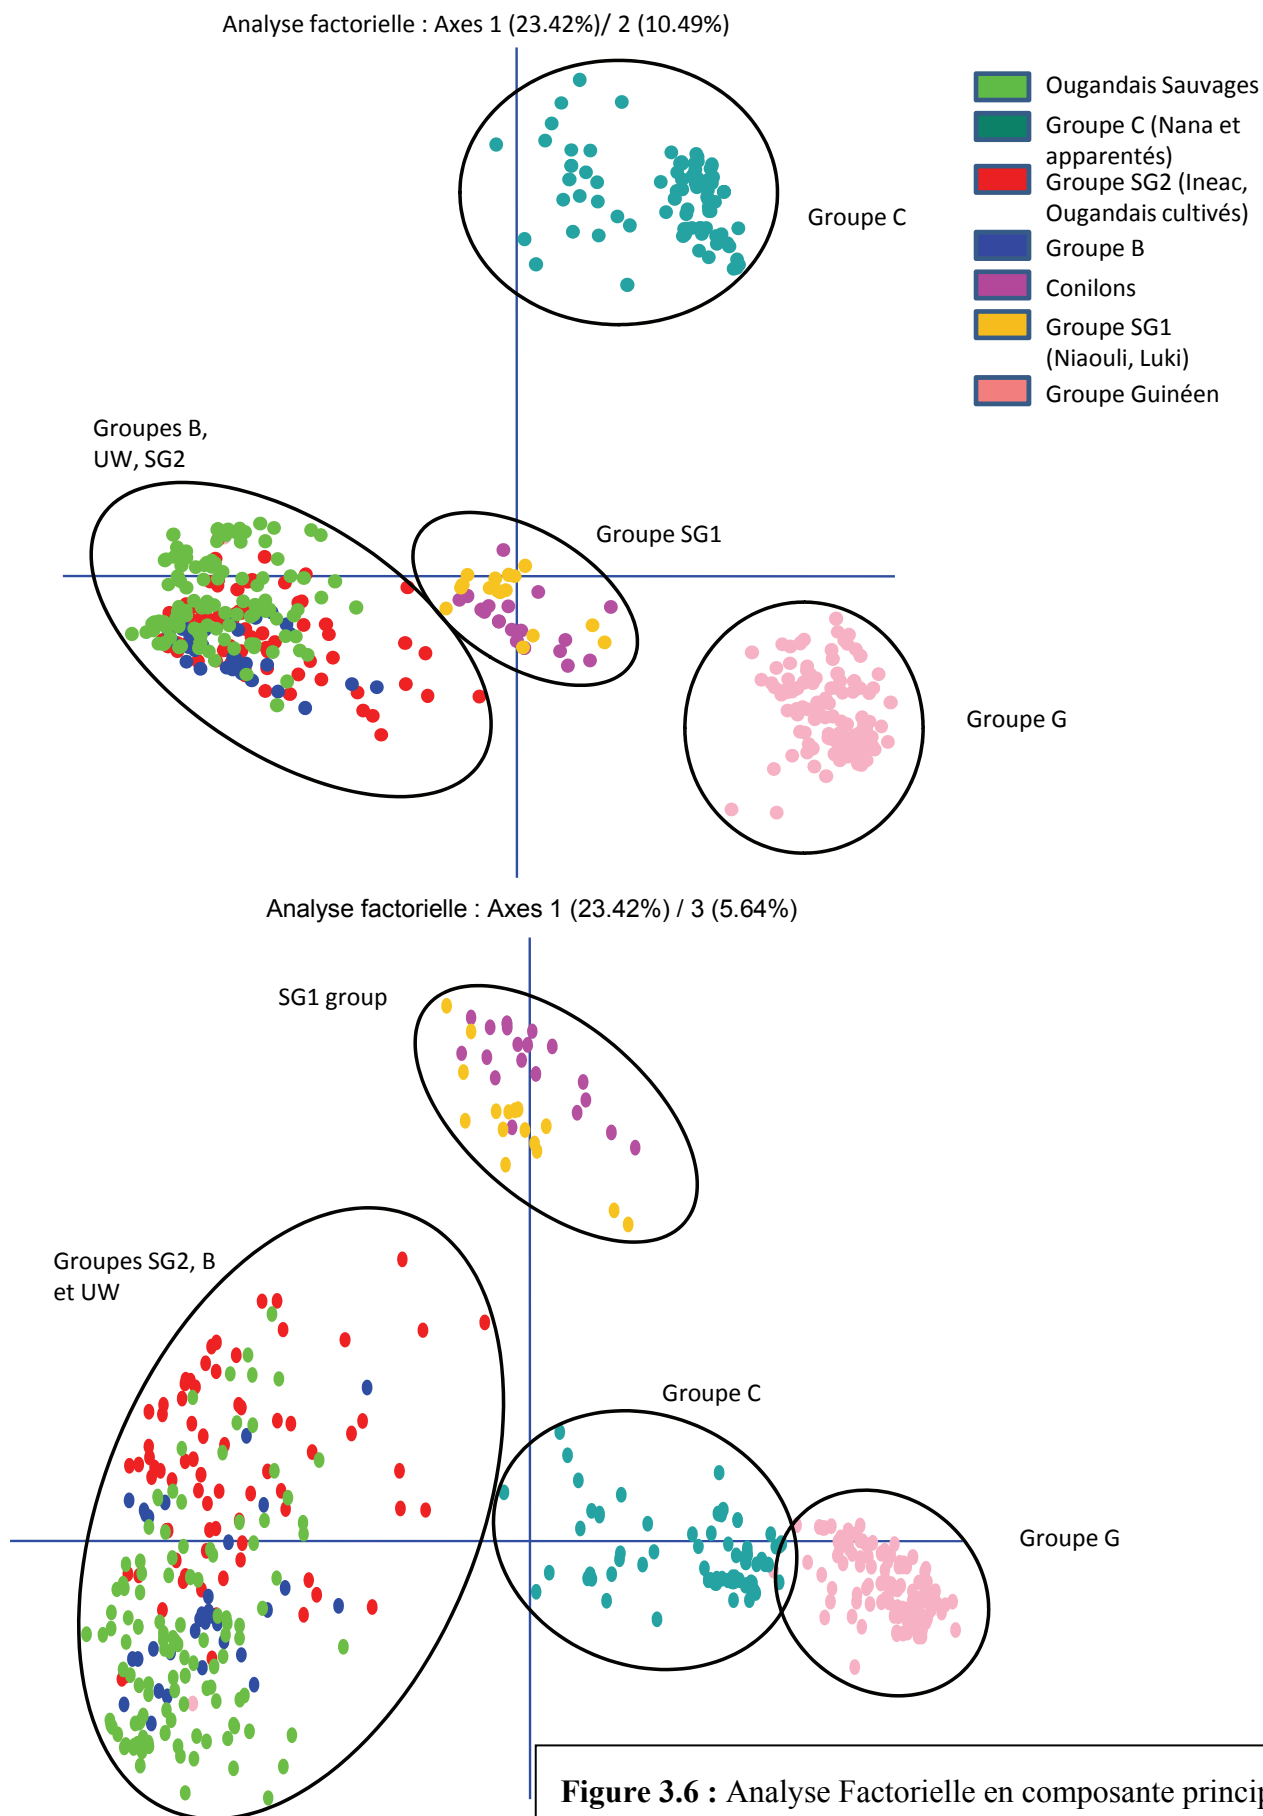 Analyse factorielle : Axes 1 (23.42%)/ 2 (10.49%)
Ougandais Sauvages
Groupe C (Nana et
apparentés)
Groupe SG2 (Ineac,
Ougandais cultivés)
Groupe B
Conilons
Groupe SG1
(Niaouli, Luki)
Groupe Guinéen
Groupe C
Groupes B,
UW, SG2
Groupe SG1
Groupe G
Analyse factorielle : Axes 1 (23.42%) / 3 (5.64%)
SG1 group
Groupes SG2, B
et UW
Groupe C
Groupe G
Figure 3.6 : Analyse Factorielle en composante princip